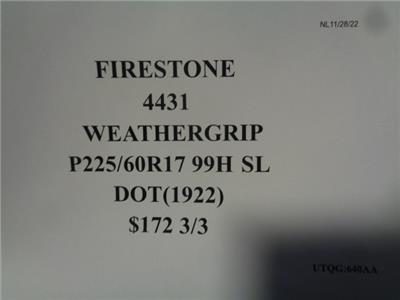 NL11/28/22
FIRESTONE
4431
WEATHERGRIP
P225/60R17 99H SL
DOT(1922)
$172 3/3
UTQG:640AA